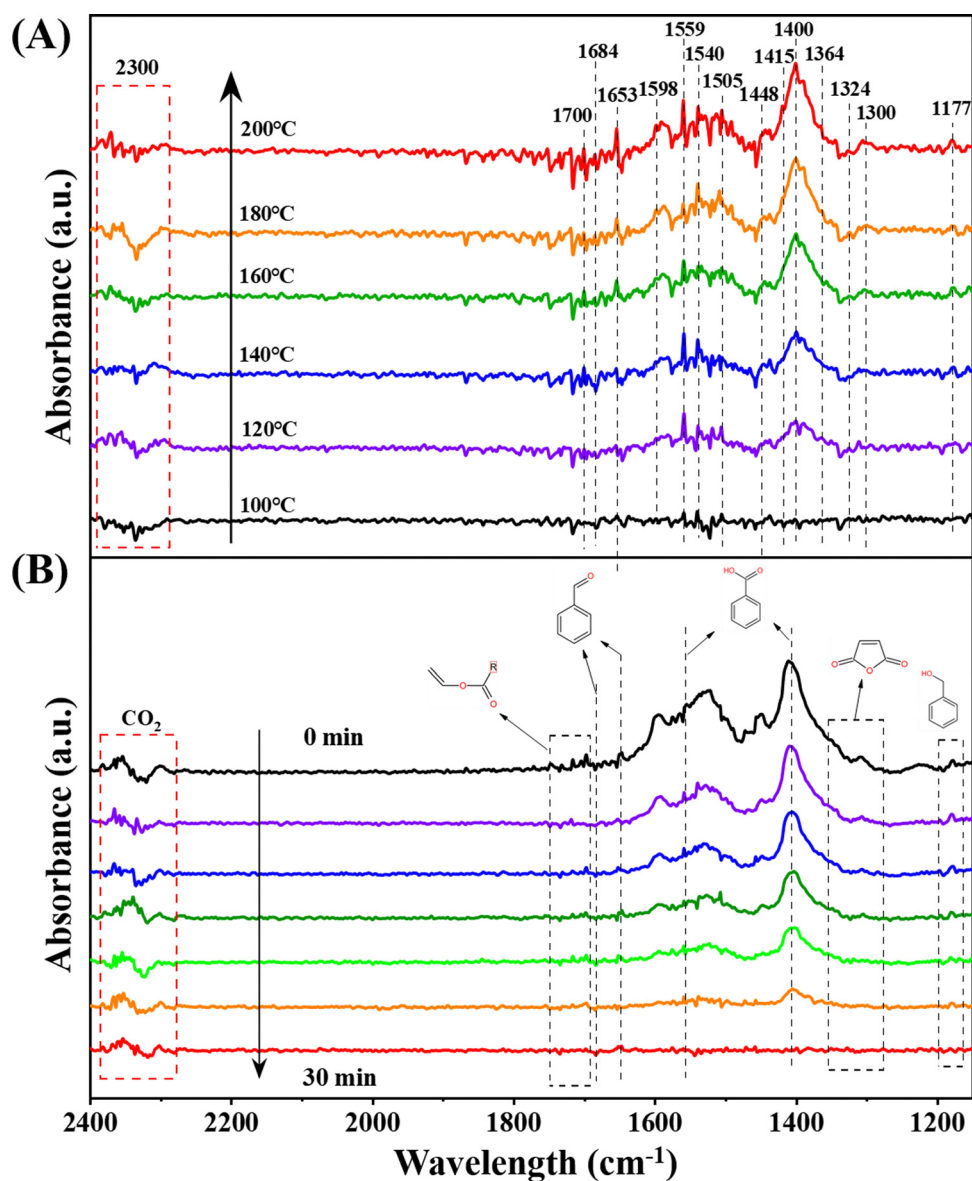 (A)
2300
1700
1684
1653
1598
1559
1540
1505
1448
1415
1400
1364
1324
1300
1177
200°C
180°C
160°C
140°C
120°C
100°C
Absorbance (a.u.)
(B)
CO2
0 min
30 min
R
O
O
O
HO
O
O
O
O
HO
Absorbance (a.u.)
2400 2200 2000 1800 1600 1400 1200
Wavelength (cm-1)